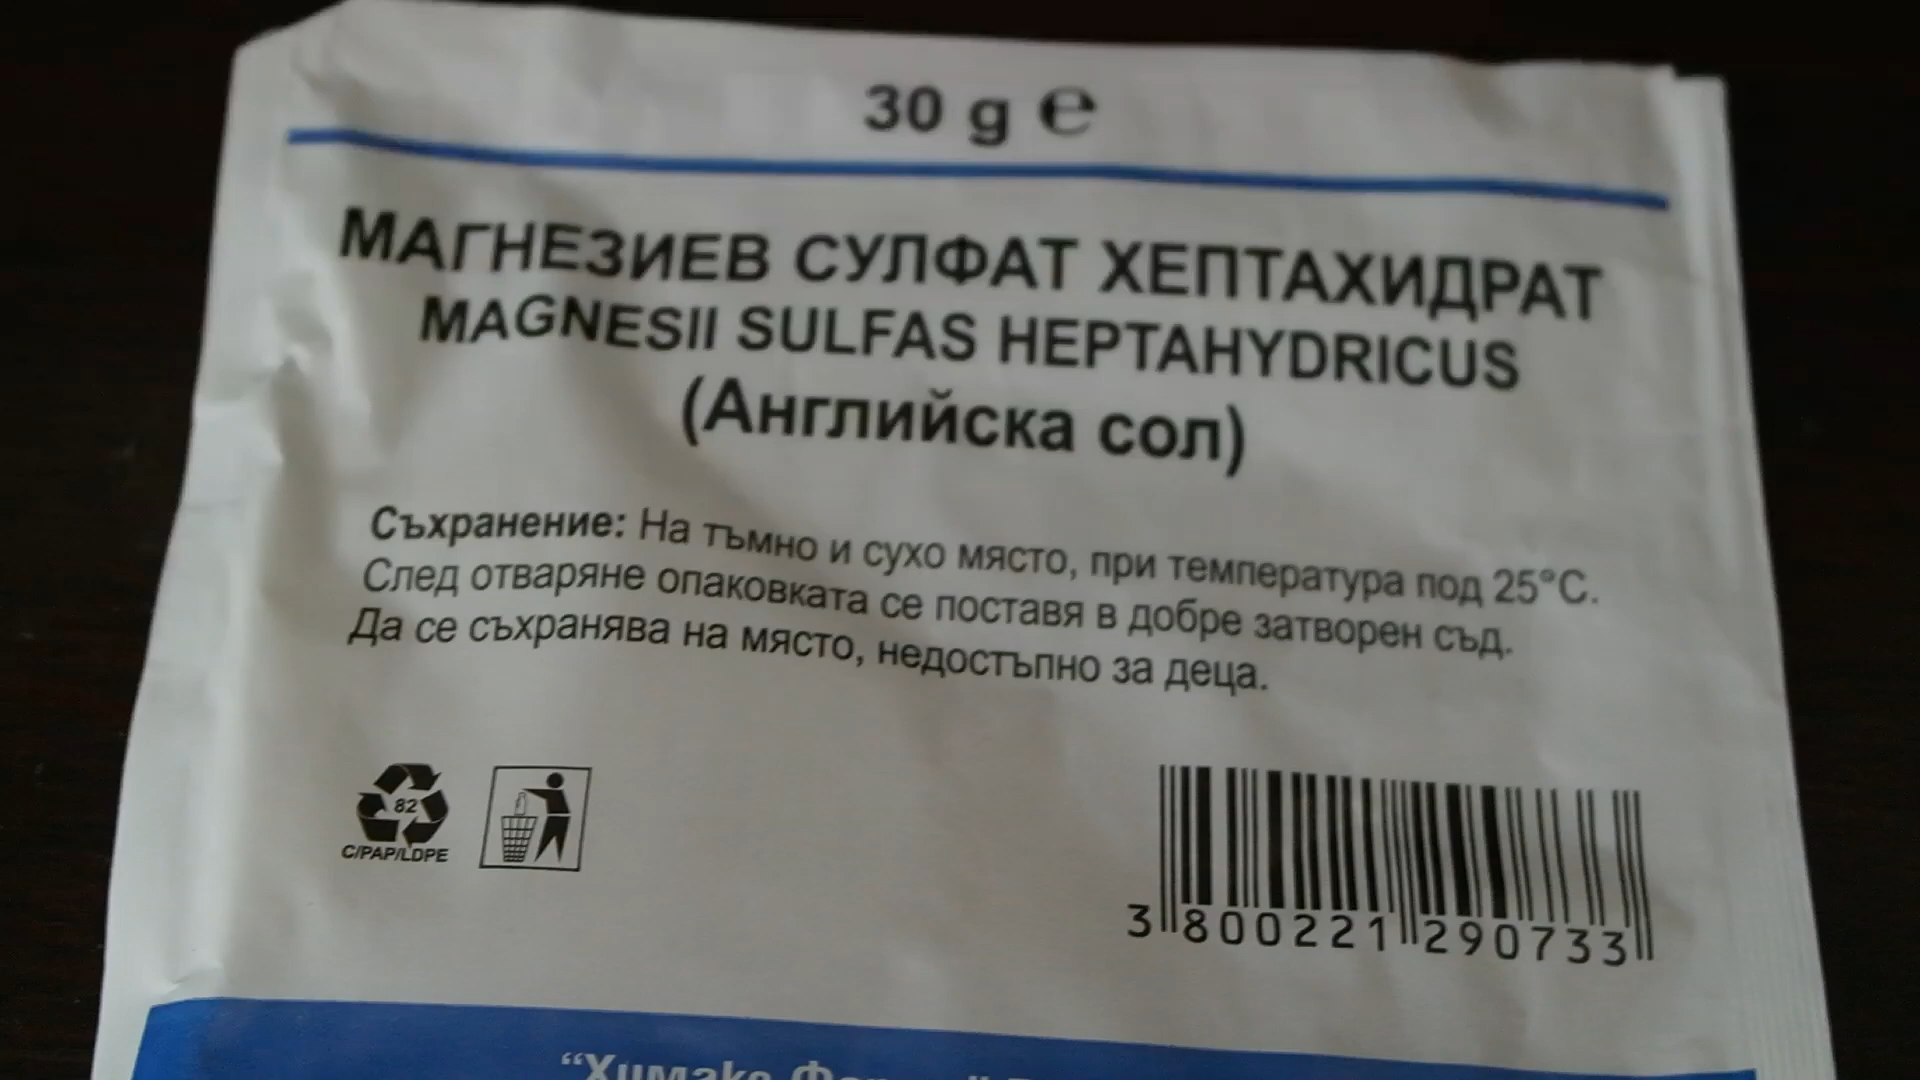 30 g ℮
МАГНЕЗИЕВ СУЛФАТ ХЕПТАХИДРАТ
MAGNESII SULFAS HEPTAHYDRICUS
(Английска сол)
Съхранение: На тъмно и сухо място, при температура под 25°C.
След отваряне опаковката се поставя в добре затворен съд.
Да се съхранява на място, недостъпно за деца.
82
C/PAP/LDPE
3 800221 290733
“Химакс